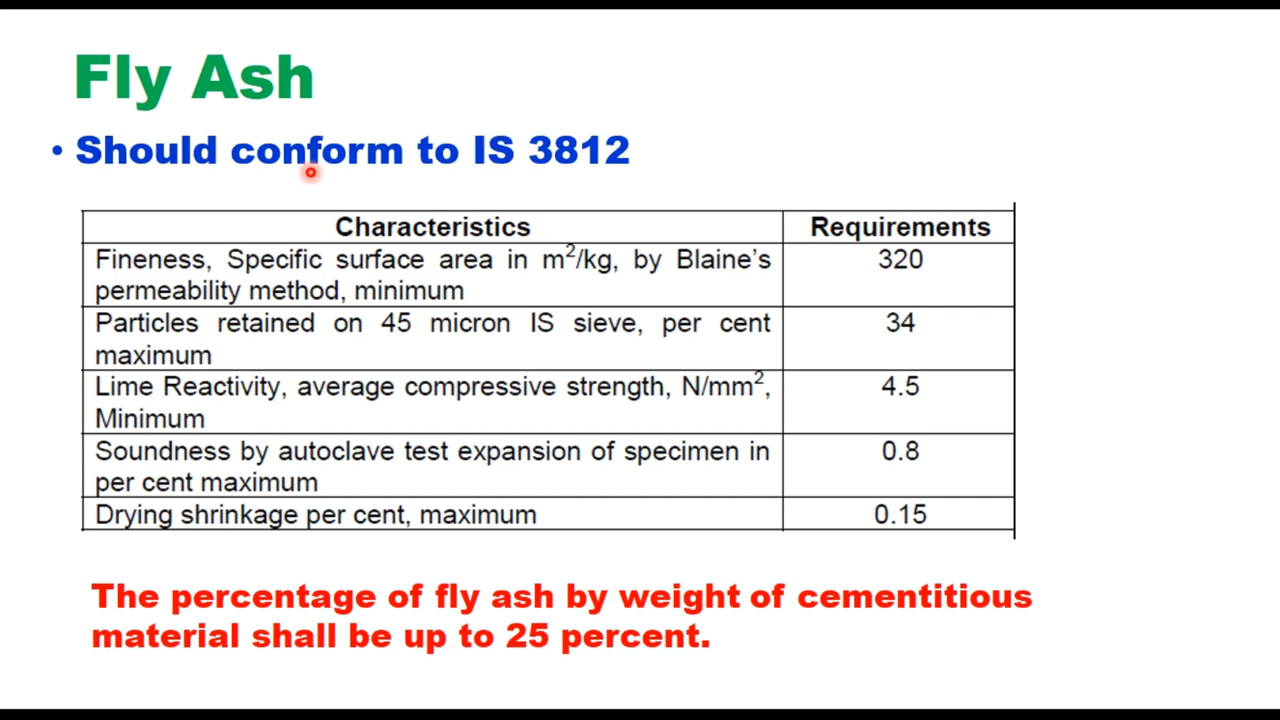 Fly Ash
• Should conform to IS 3812
Characteristics Requirements
Fineness, Specific surface area in m²/kg, by Blaine's 320
permeability method, minimum
Particles retained on 45 micron IS sieve, per cent 34
maximum
Lime Reactivity, average compressive strength, N/mm², 4.5
Minimum
Soundness by autoclave test expansion of specimen in 0.8
per cent maximum
Drying shrinkage per cent, maximum 0.15
The percentage of fly ash by weight of cementitious
material shall be up to 25 percent.